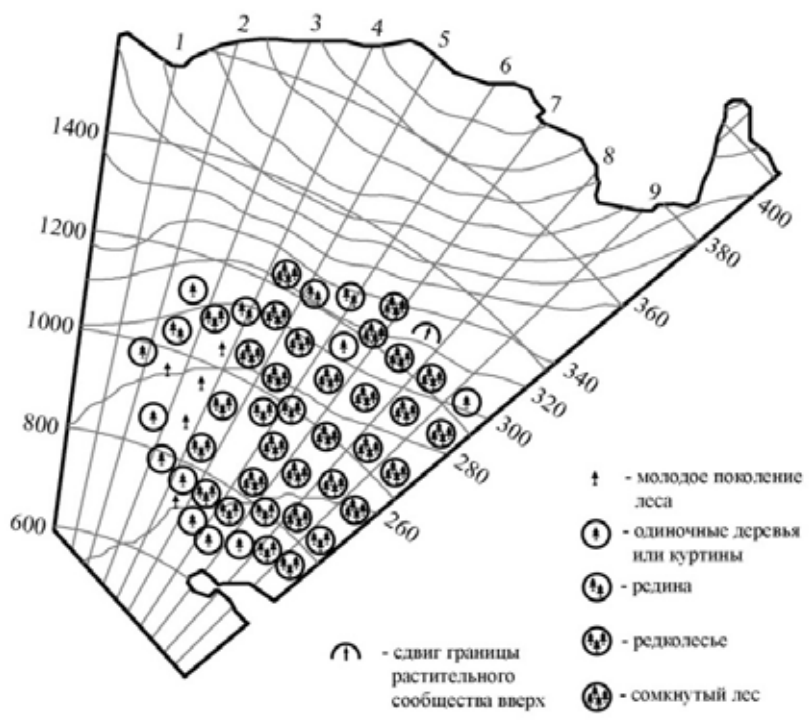 1
2
3
4
5
6
7
8
9
1400
1200
1000
800
600
400
380
360
340
320
300
280
260
- молодое поколение
леса
- одиночные деревья
или куртины
- редина
- редколесье
- сомкнутый лес
- сдвиг границы
растительного
сообщества вверх